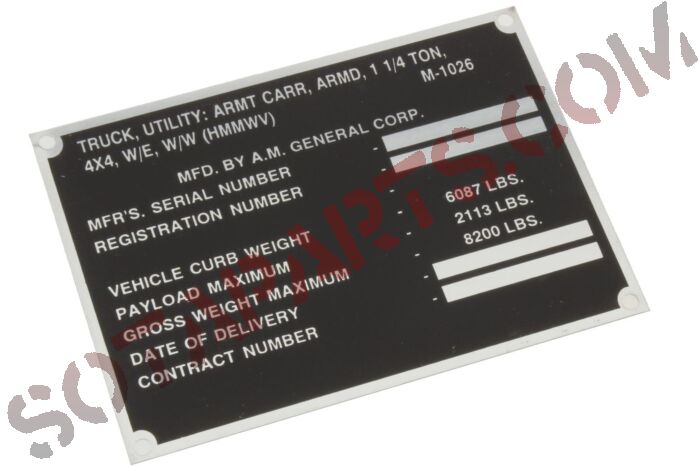 TRUCK, UTILITY: ARMT CARR, ARMD, 1 1/4 TON,
4X4, W/E, W/W (HMMWV) M-1026
MFD. BY A.M. GENERAL CORP.
MFR'S. SERIAL NUMBER -
REGISTRATION NUMBER -
VEHICLE CURB WEIGHT - 6087 LBS.
PAYLOAD MAXIMUM - 2113 LBS.
GROSS WEIGHT MAXIMUM - 8200 LBS.
DATE OF DELIVERY -
CONTRACT NUMBER -
SOTAPARTS.COM